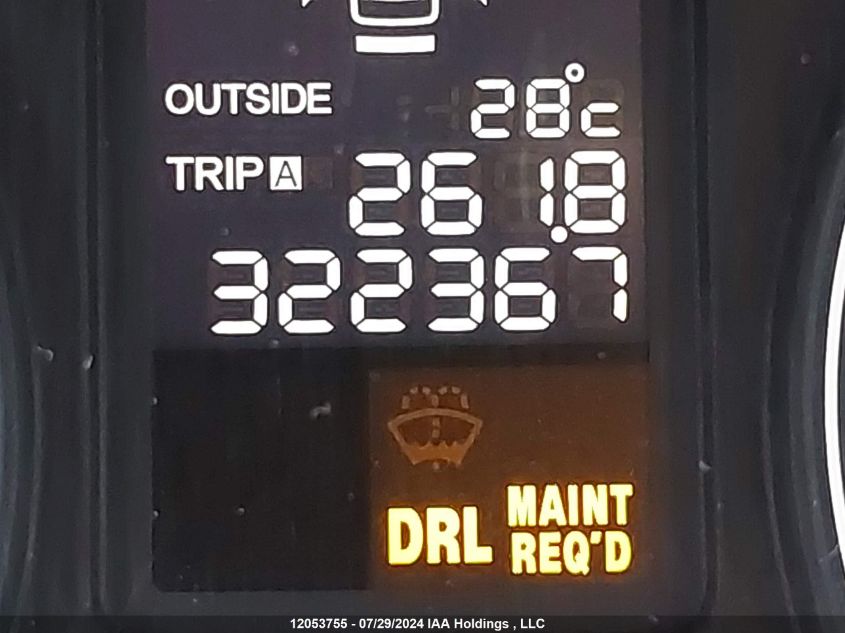 OUTSIDE 28°C
TRIP A 261.8
322367
DRL MAINT
REQ'D
12053755 - 07/29/2024 IAA Holdings , LLC